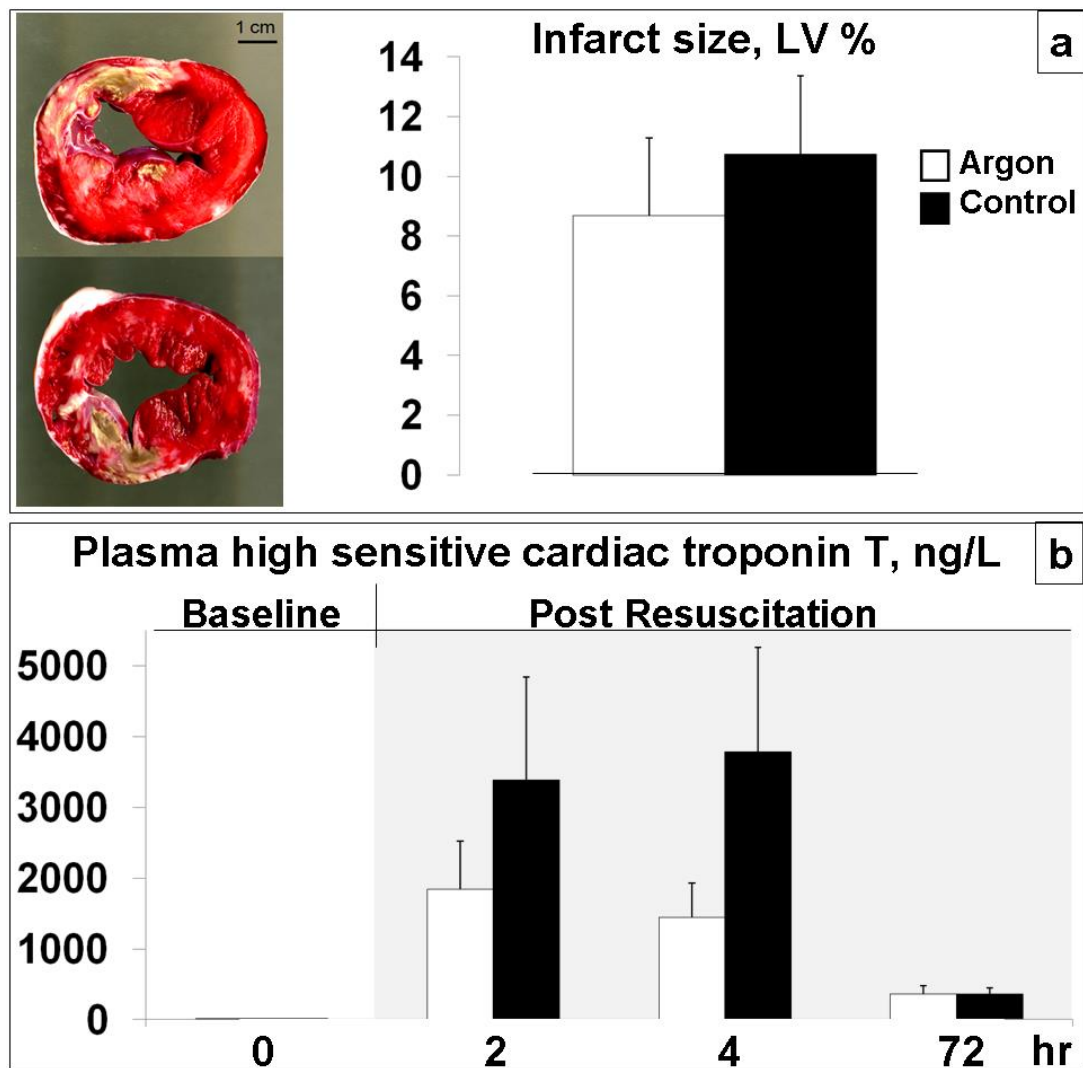 1 cm
Infarct size, LV %
a
14
12
10
8
6
4
2
0
Argon
Control
Plasma high sensitive cardiac troponin T, ng/L
b
Baseline
Post Resuscitation
5000
4000
3000
2000
1000
0
0 2 4 72 hr